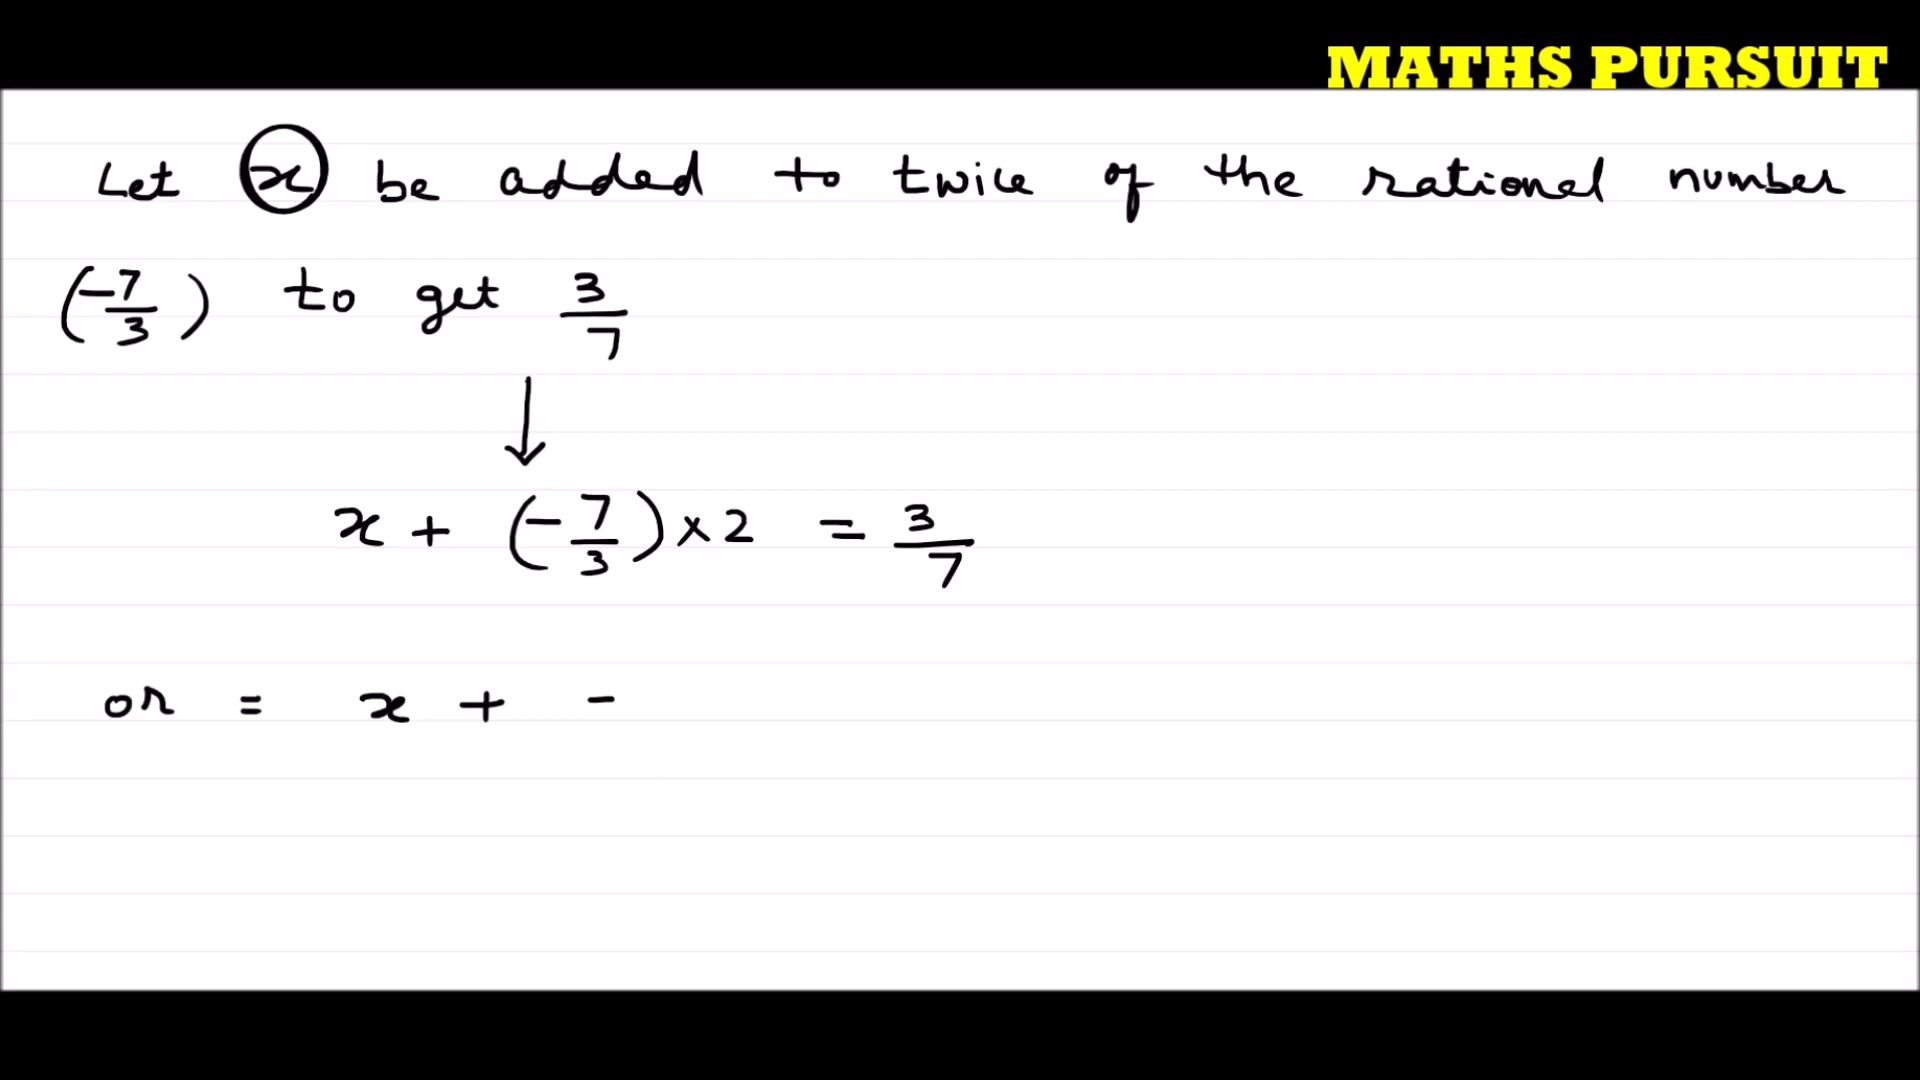 MATHS PURSUIT
Let x be added to twice of the rational number
(-7/3) to get 3/7
↓
x + (-7/3) × 2 = 3/7
or = x + -